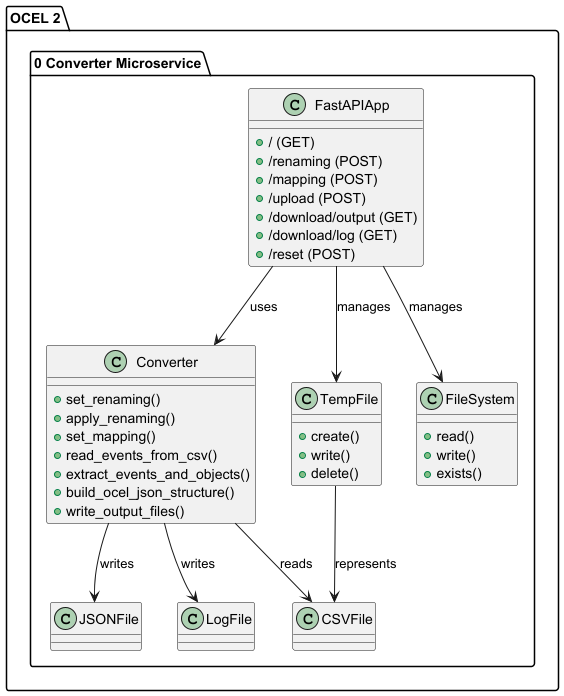 OCEL 2
0 Converter Microservice
C FastAPIApp
/ (GET)
/renaming (POST)
/mapping (POST)
/upload (POST)
/download/output (GET)
/download/log (GET)
/reset (POST)
uses
manages
manages
C Converter
set_renaming()
apply_renaming()
set_mapping()
read_events_from_csv()
extract_events_and_objects()
build_ocel_json_structure()
write_output_files()
C TempFile
create()
write()
delete()
C FileSystem
read()
write()
exists()
writes
writes
reads
represents
C JSONFile
C LogFile
C CSVFile